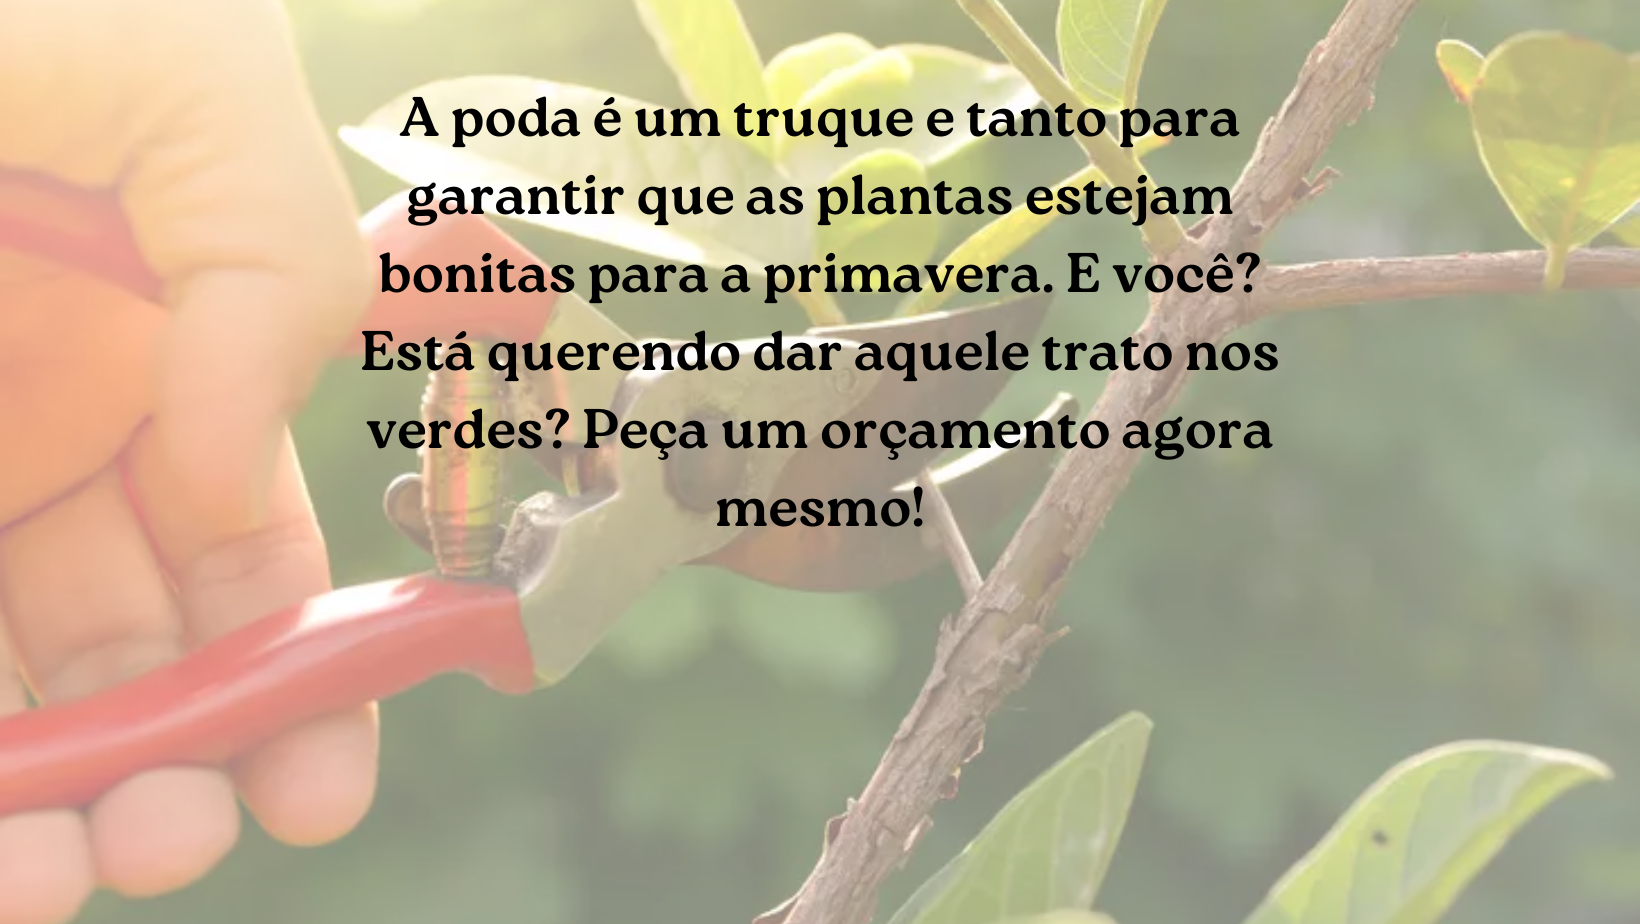 A poda é um truque e tanto para
garantir que as plantas estejam
bonitas para a primavera. E você?
Está querendo dar aquele trato nos
verdes? Peça um orçamento agora
mesmo!